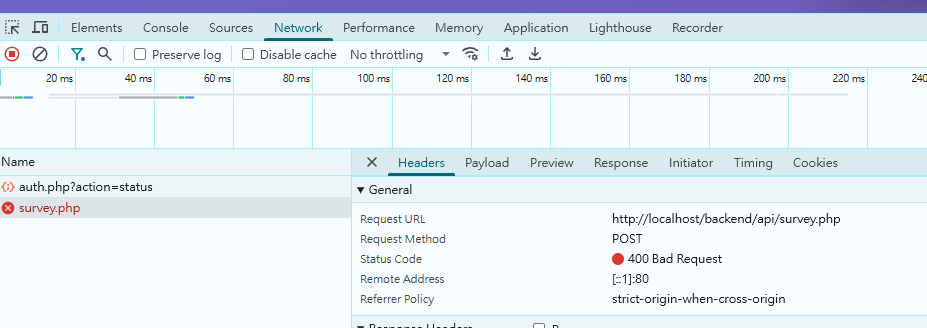 Elements Console Sources Network Performance Memory Application Lighthouse Recorder
Preserve log Disable cache No throttling
20 ms 40 ms 60 ms 80 ms 100 ms 120 ms 140 ms 160 ms 180 ms 200 ms 220 ms 240
Name Headers Payload Preview Response Initiator Timing Cookies
auth.php?action=status
survey.php
General
Request URL http://localhost/backend/api/survey.php
Request Method POST
Status Code 400 Bad Request
Remote Address [::1]:80
Referrer Policy strict-origin-when-cross-origin
Response Headers